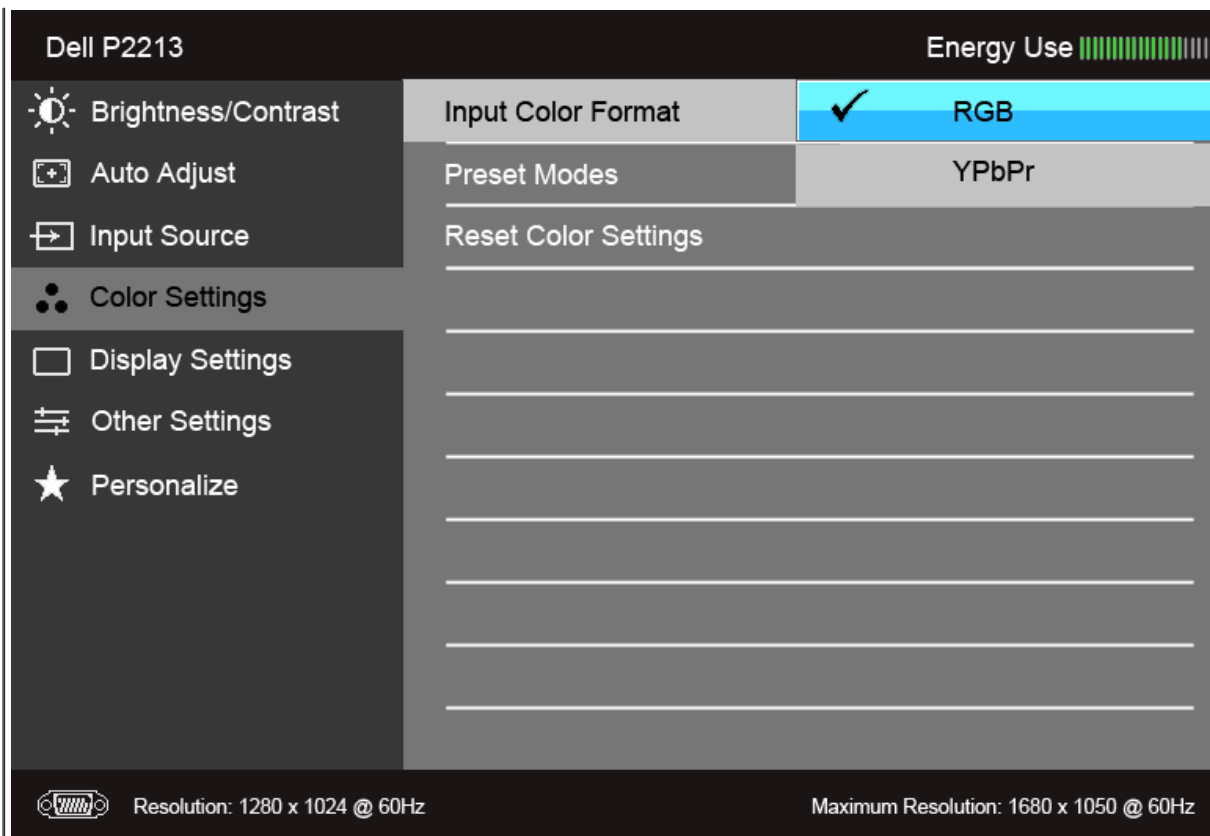 Dell P2213 Energy Use
Brightness/Contrast Input Color Format RGB
Auto Adjust Preset Modes YPbPr
Input Source Reset Color Settings
Color Settings
Display Settings
Other Settings
Personalize
Resolution: 1280 x 1024 @ 60Hz Maximum Resolution: 1680 x 1050 @ 60Hz